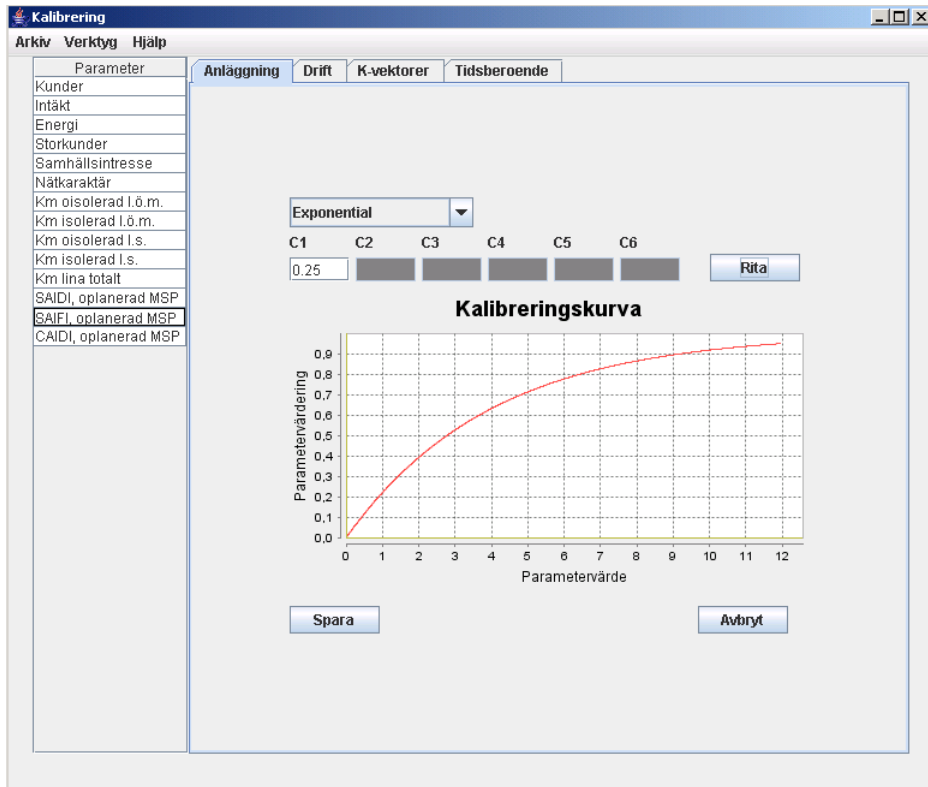 Kalibrering
Arkiv Verktyg Hjälp
Parameter
Kunder
Intäkt
Energi
Storkunder
Samhällsintresse
Nätkaraktär
Km oisolerad l.ö.m.
Km isolerad l.ö.m.
Km oisolerad l.s.
Km isolerad l.s.
Km lina totalt
SAIDI, oplanerad MSP
SAIFI, oplanerad MSP
CAIDI, oplanerad MSP
Anläggning Drift K-vektorer Tidsberoende
Exponential
C1 C2 C3 C4 C5 C6
0.25
Rita
Kalibreringskurva
Parametervärdering
0,9
0,8
0,7
0,6
0,5
0,4
0,3
0,2
0,1
0,0
0 1 2 3 4 5 6 7 8 9 10 11 12
Parametervärde
Spara Avbryt